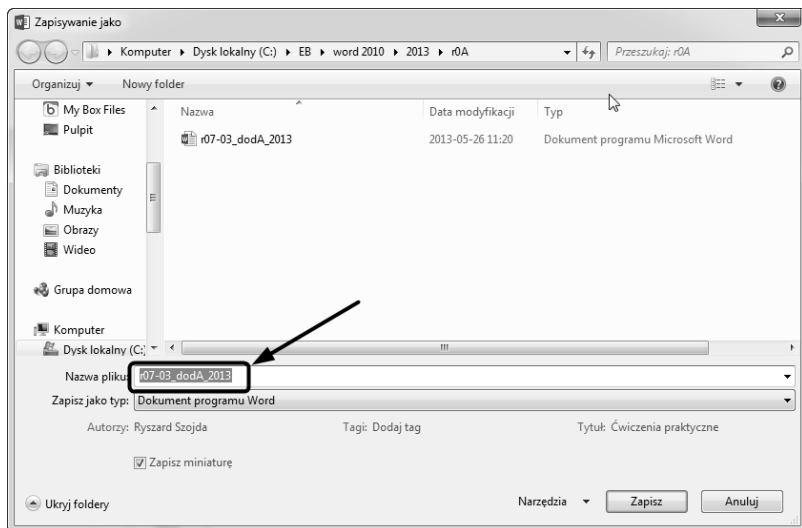 Zapisywanie jako
Komputer ▸ Dysk lokalny (C:) ▸ EB ▸ word 2010 ▸ 2013 ▸ r0A
Przeszukaj: r0A
Organizuj
Nowy folder
My Box Files
Pulpit
Biblioteki
Dokumenty
Muzyka
Obrazy
Wideo
Grupa domowa
Komputer
Dysk lokalny (C:)
Nazwa Data modyfikacji Typ
r07-03_dodA_2013 2013-05-26 11:20 Dokument programu Microsoft Word
Nazwa pliku: r07-03_dodA_2013
Zapisz jako typ: Dokument programu Word
Autorzy: Ryszard Szojda Tagi: Dodaj tag Tytuł: Ćwiczenia praktyczne
Zapisz miniaturę
Ukryj foldery Narzędzia Zapisz Anuluj